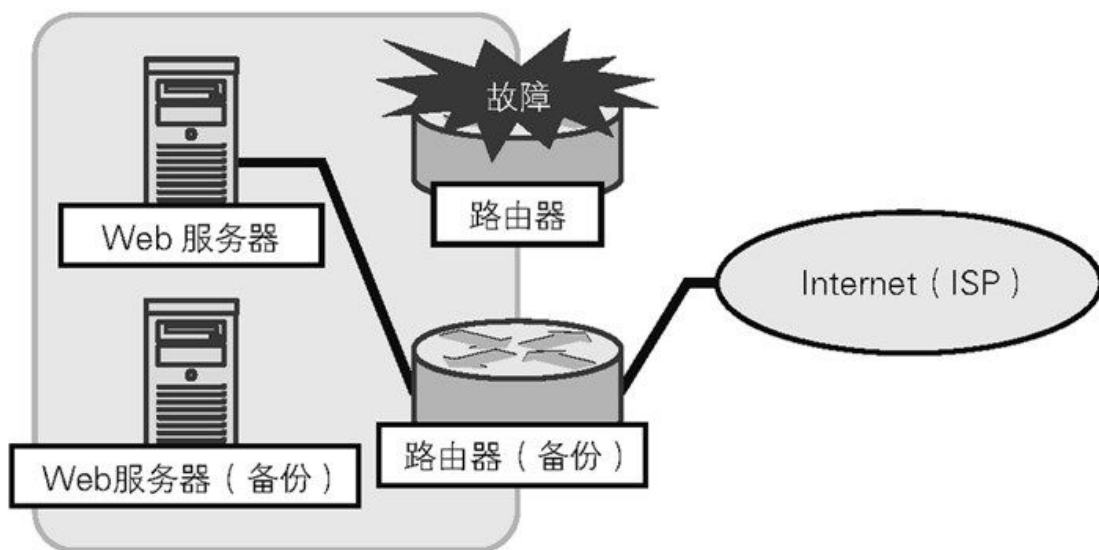 故障
路由器
Web 服务器
Internet（ISP）
路由器（备份）
Web服务器（备份）